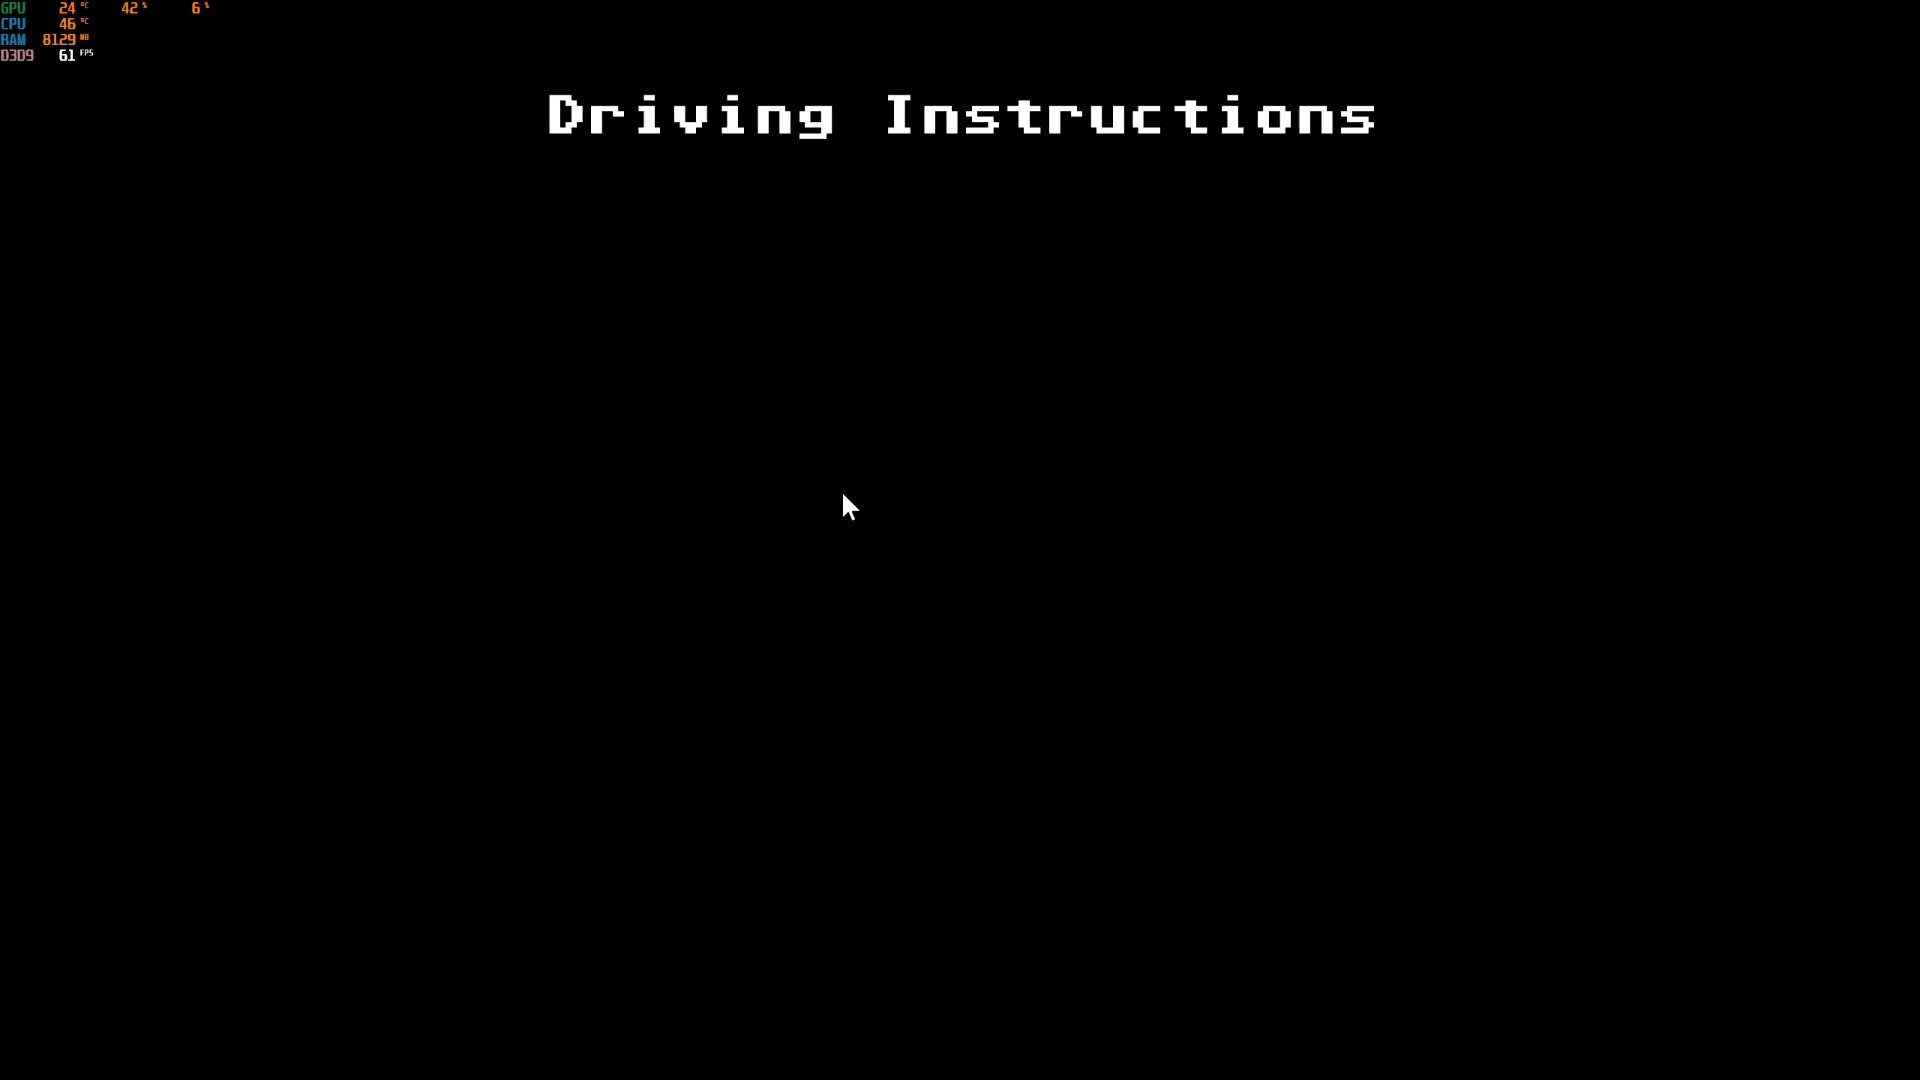 GPU 24 °C 42 % 6 %
CPU 46 °C
RAM 8129 MB
D3D9 61 FPS
Driving Instructions